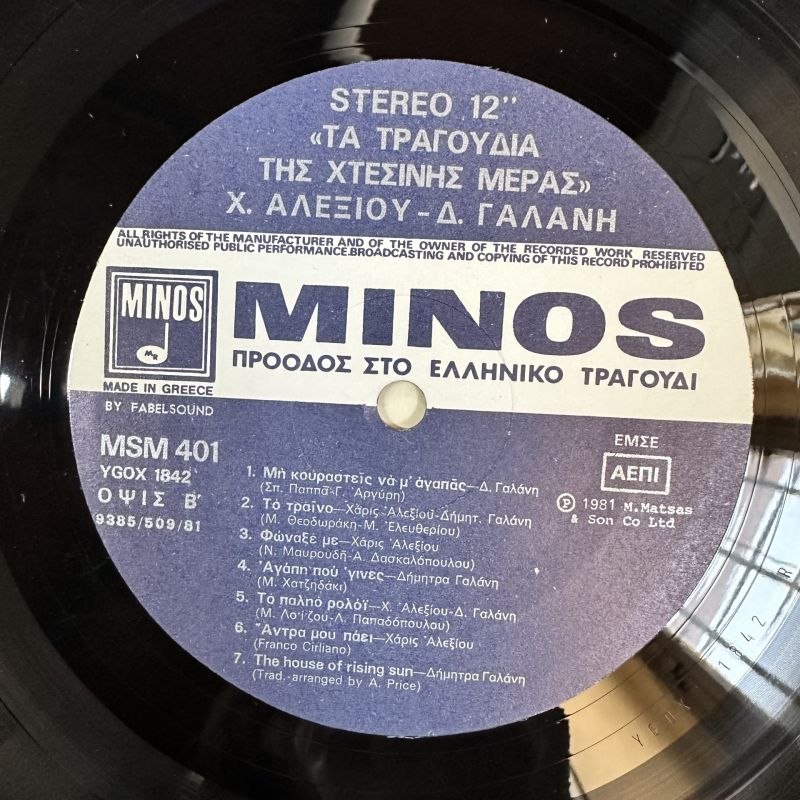 STEREO 12''
«ΤΑ ΤΡΑΓΟΥΔΙΑ
ΤΗΣ ΧΤΕΣΙΝΗΣ ΜΕΡΑΣ»
Χ. ΑΛΕΞΙΟΥ - Δ. ΓΑΛΑΝΗ
ALL RIGHTS OF THE MANUFACTURER AND OF THE OWNER OF THE RECORDED WORK RESERVED
UNAUTHORISED PUBLIC PERFORMANCE.BROADCASTING AND COPYING OF THIS RECORD PROHIBITED
MINOS
MR
MINOS
ΠΡΟΟΔΟΣ ΣΤΟ ΕΛΛΗΝΙΚΟ ΤΡΑΓΟΥΔΙ
MADE IN GREECE
BY FABELSOUND
MSM 401
YGOX 1842
ΟΨΙΣ Β'
9385/509/81
ΕΜΣΕ
ΑΕΠΙ
Ⓟ 1981 M.Matsas
& Son Co Ltd
1. Μὴ κουραστεῖς νὰ μ' ἀγαπᾶς—Δ. Γαλάνη
(Σπ. Παππᾶ-Γ. Ἀργύρη)
2. Τὸ τραῖνο—Χάρις Ἀλεξίου-Δήμητ. Γαλάνη
(Μ. Θεοδωράκη-Μ. Ἐλευθερίου)
3. Φώναξέ με—Χάρις Ἀλεξίου
(Ν. Μαυρουδῆ-Α. Δασκαλόπουλου)
4. Ἀγάπη ποὺ 'γινες—Δήμητρα Γαλάνη
(Μ. Χατζηδάκι)
5. Τὸ παληὸ ρολόϊ—Χ. Ἀλεξίου-Δ. Γαλάνη
(Μ. Λοΐζου-Λ. Παπαδόπουλου)
6. Ἄντρα μου πάει—Χάρις Ἀλεξίου
(Franco Cirliano)
7. The house of rising sun—Δήμητρα Γαλάνη
(Trad.-arranged by A. Price)